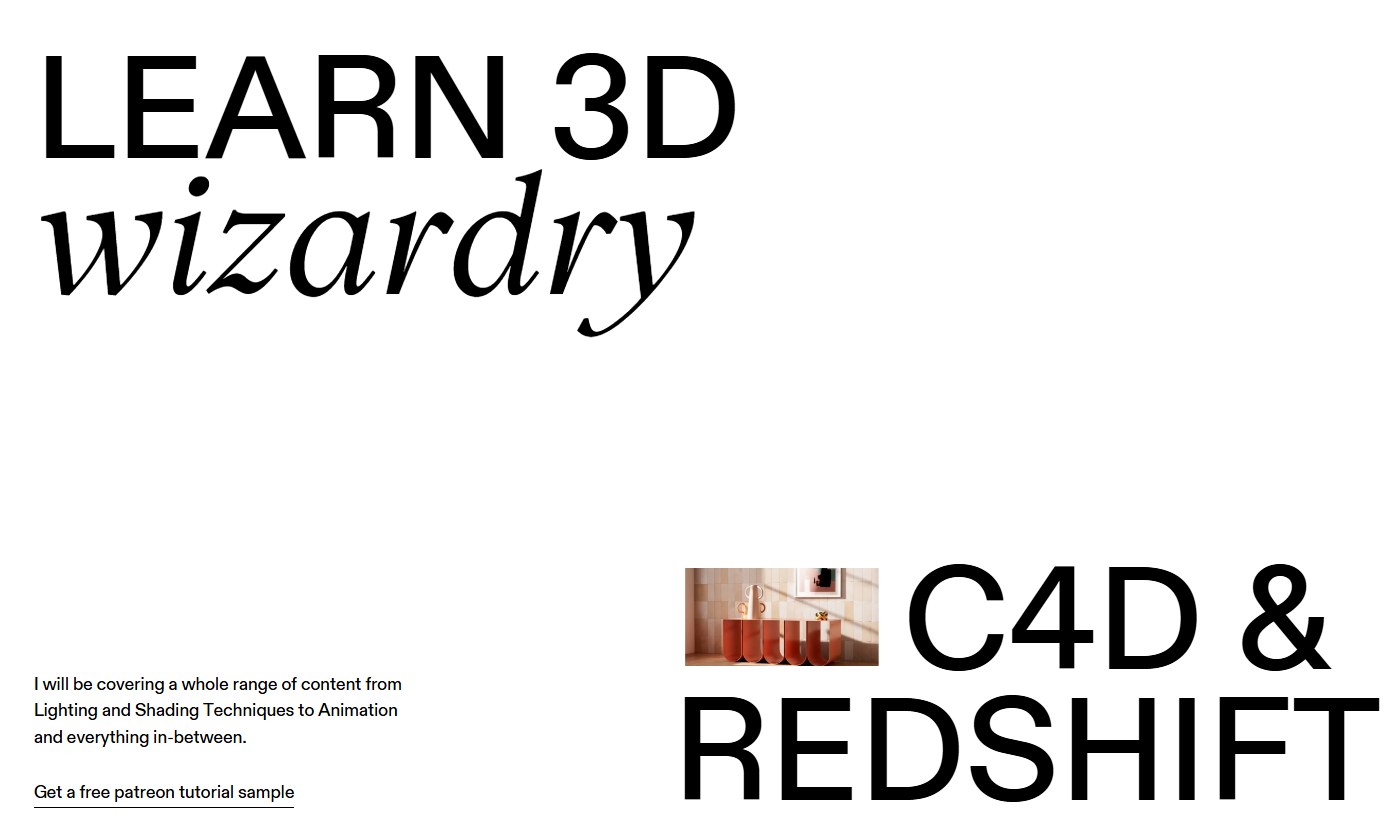 LEARN 3D
wizardry
C4D &
REDSHIFT
I will be covering a whole range of content from
Lighting and Shading Techniques to Animation
and everything in-between.
Get a free patreon tutorial sample